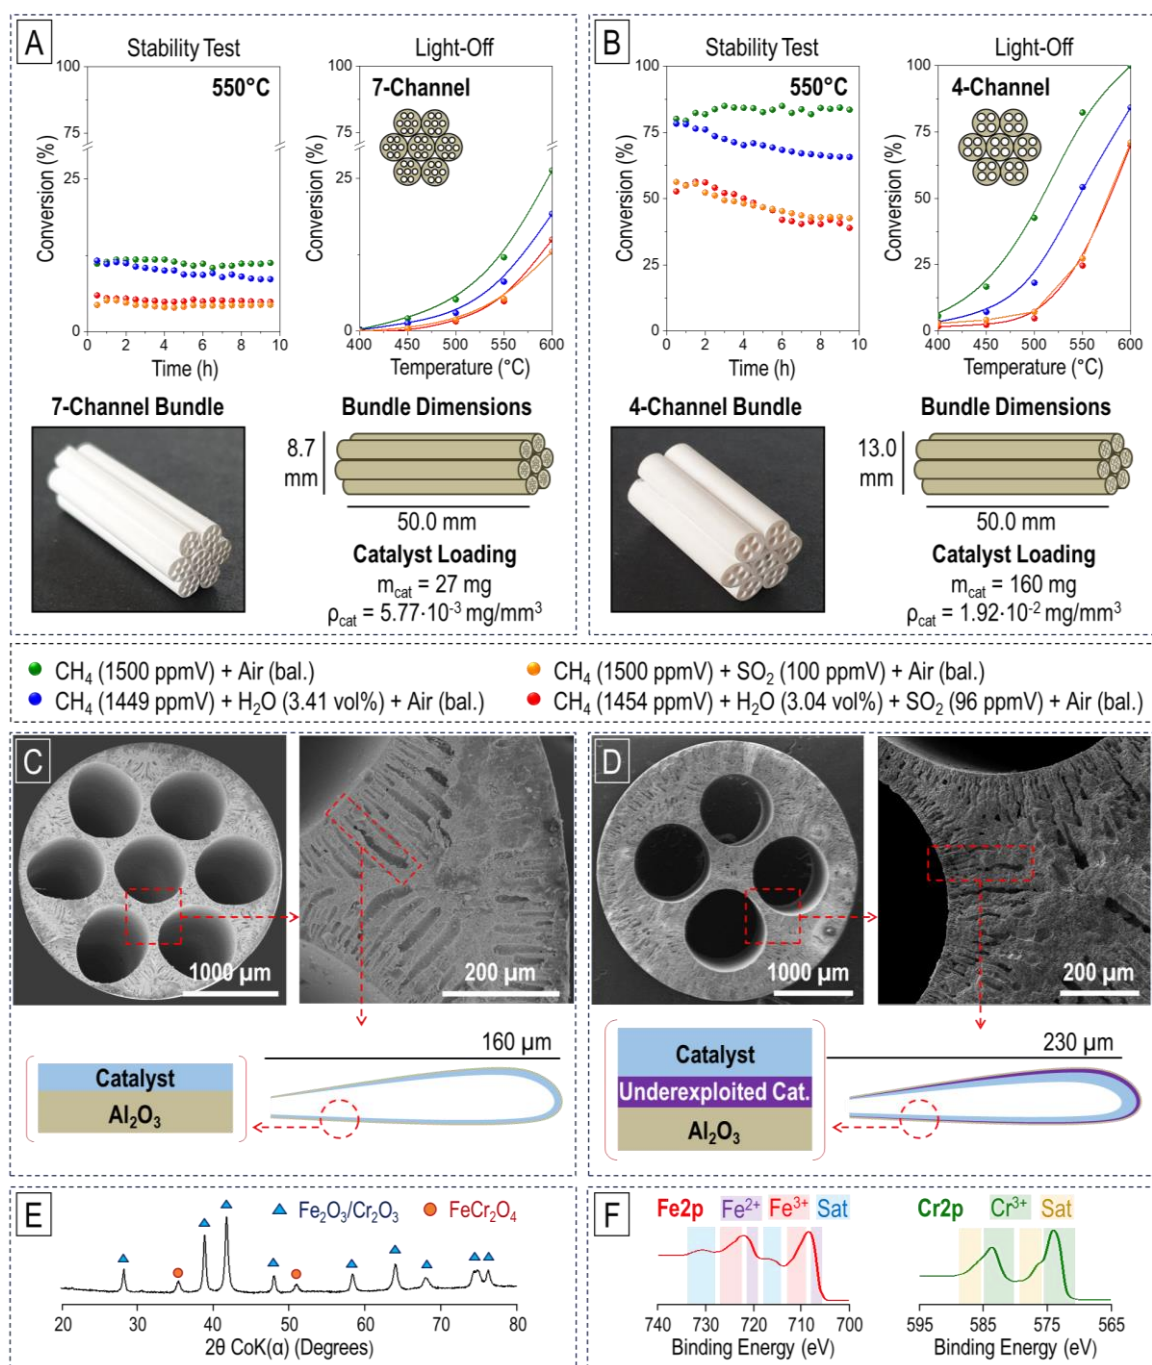 A
Stability Test
Light-Off
Conversion (%)
100
75
25
0
550°C
0 2 4 6 8 10
Time (h)
Conversion (%)
100
75
25
0
7-Channel
400 450 500 550 600
Temperature (°C)
7-Channel Bundle
Bundle Dimensions
8.7
mm
50.0 mm
Catalyst Loading
m_cat = 27 mg
ρ_cat = 5.77·10⁻³ mg/mm³
B
Stability Test
Light-Off
Conversion (%)
100
75
50
25
0
550°C
0 2 4 6 8 10
Time (h)
Conversion (%)
100
75
50
25
0
4-Channel
400 450 500 550 600
Temperature (°C)
4-Channel Bundle
Bundle Dimensions
13.0
mm
50.0 mm
Catalyst Loading
m_cat = 160 mg
ρ_cat = 1.92·10⁻² mg/mm³
CH₄ (1500 ppmV) + Air (bal.)
CH₄ (1449 ppmV) + H₂O (3.41 vol%) + Air (bal.)
CH₄ (1500 ppmV) + SO₂ (100 ppmV) + Air (bal.)
CH₄ (1454 ppmV) + H₂O (3.04 vol%) + SO₂ (96 ppmV) + Air (bal.)
C
1000 µm
200 µm
160 µm
Catalyst
Al₂O₃
D
1000 µm
200 µm
230 µm
Catalyst
Underexploited Cat.
Al₂O₃
E
Fe₂O₃/Cr₂O₃
FeCr₂O₄
20 30 40 50 60 70 80
2θ CoK(α) (Degrees)
F
Fe2p
Fe²⁺
Fe³⁺
Sat
740 730 720 710 700
Binding Energy (eV)
Cr2p
Cr³⁺
Sat
595 585 575 565
Binding Energy (eV)